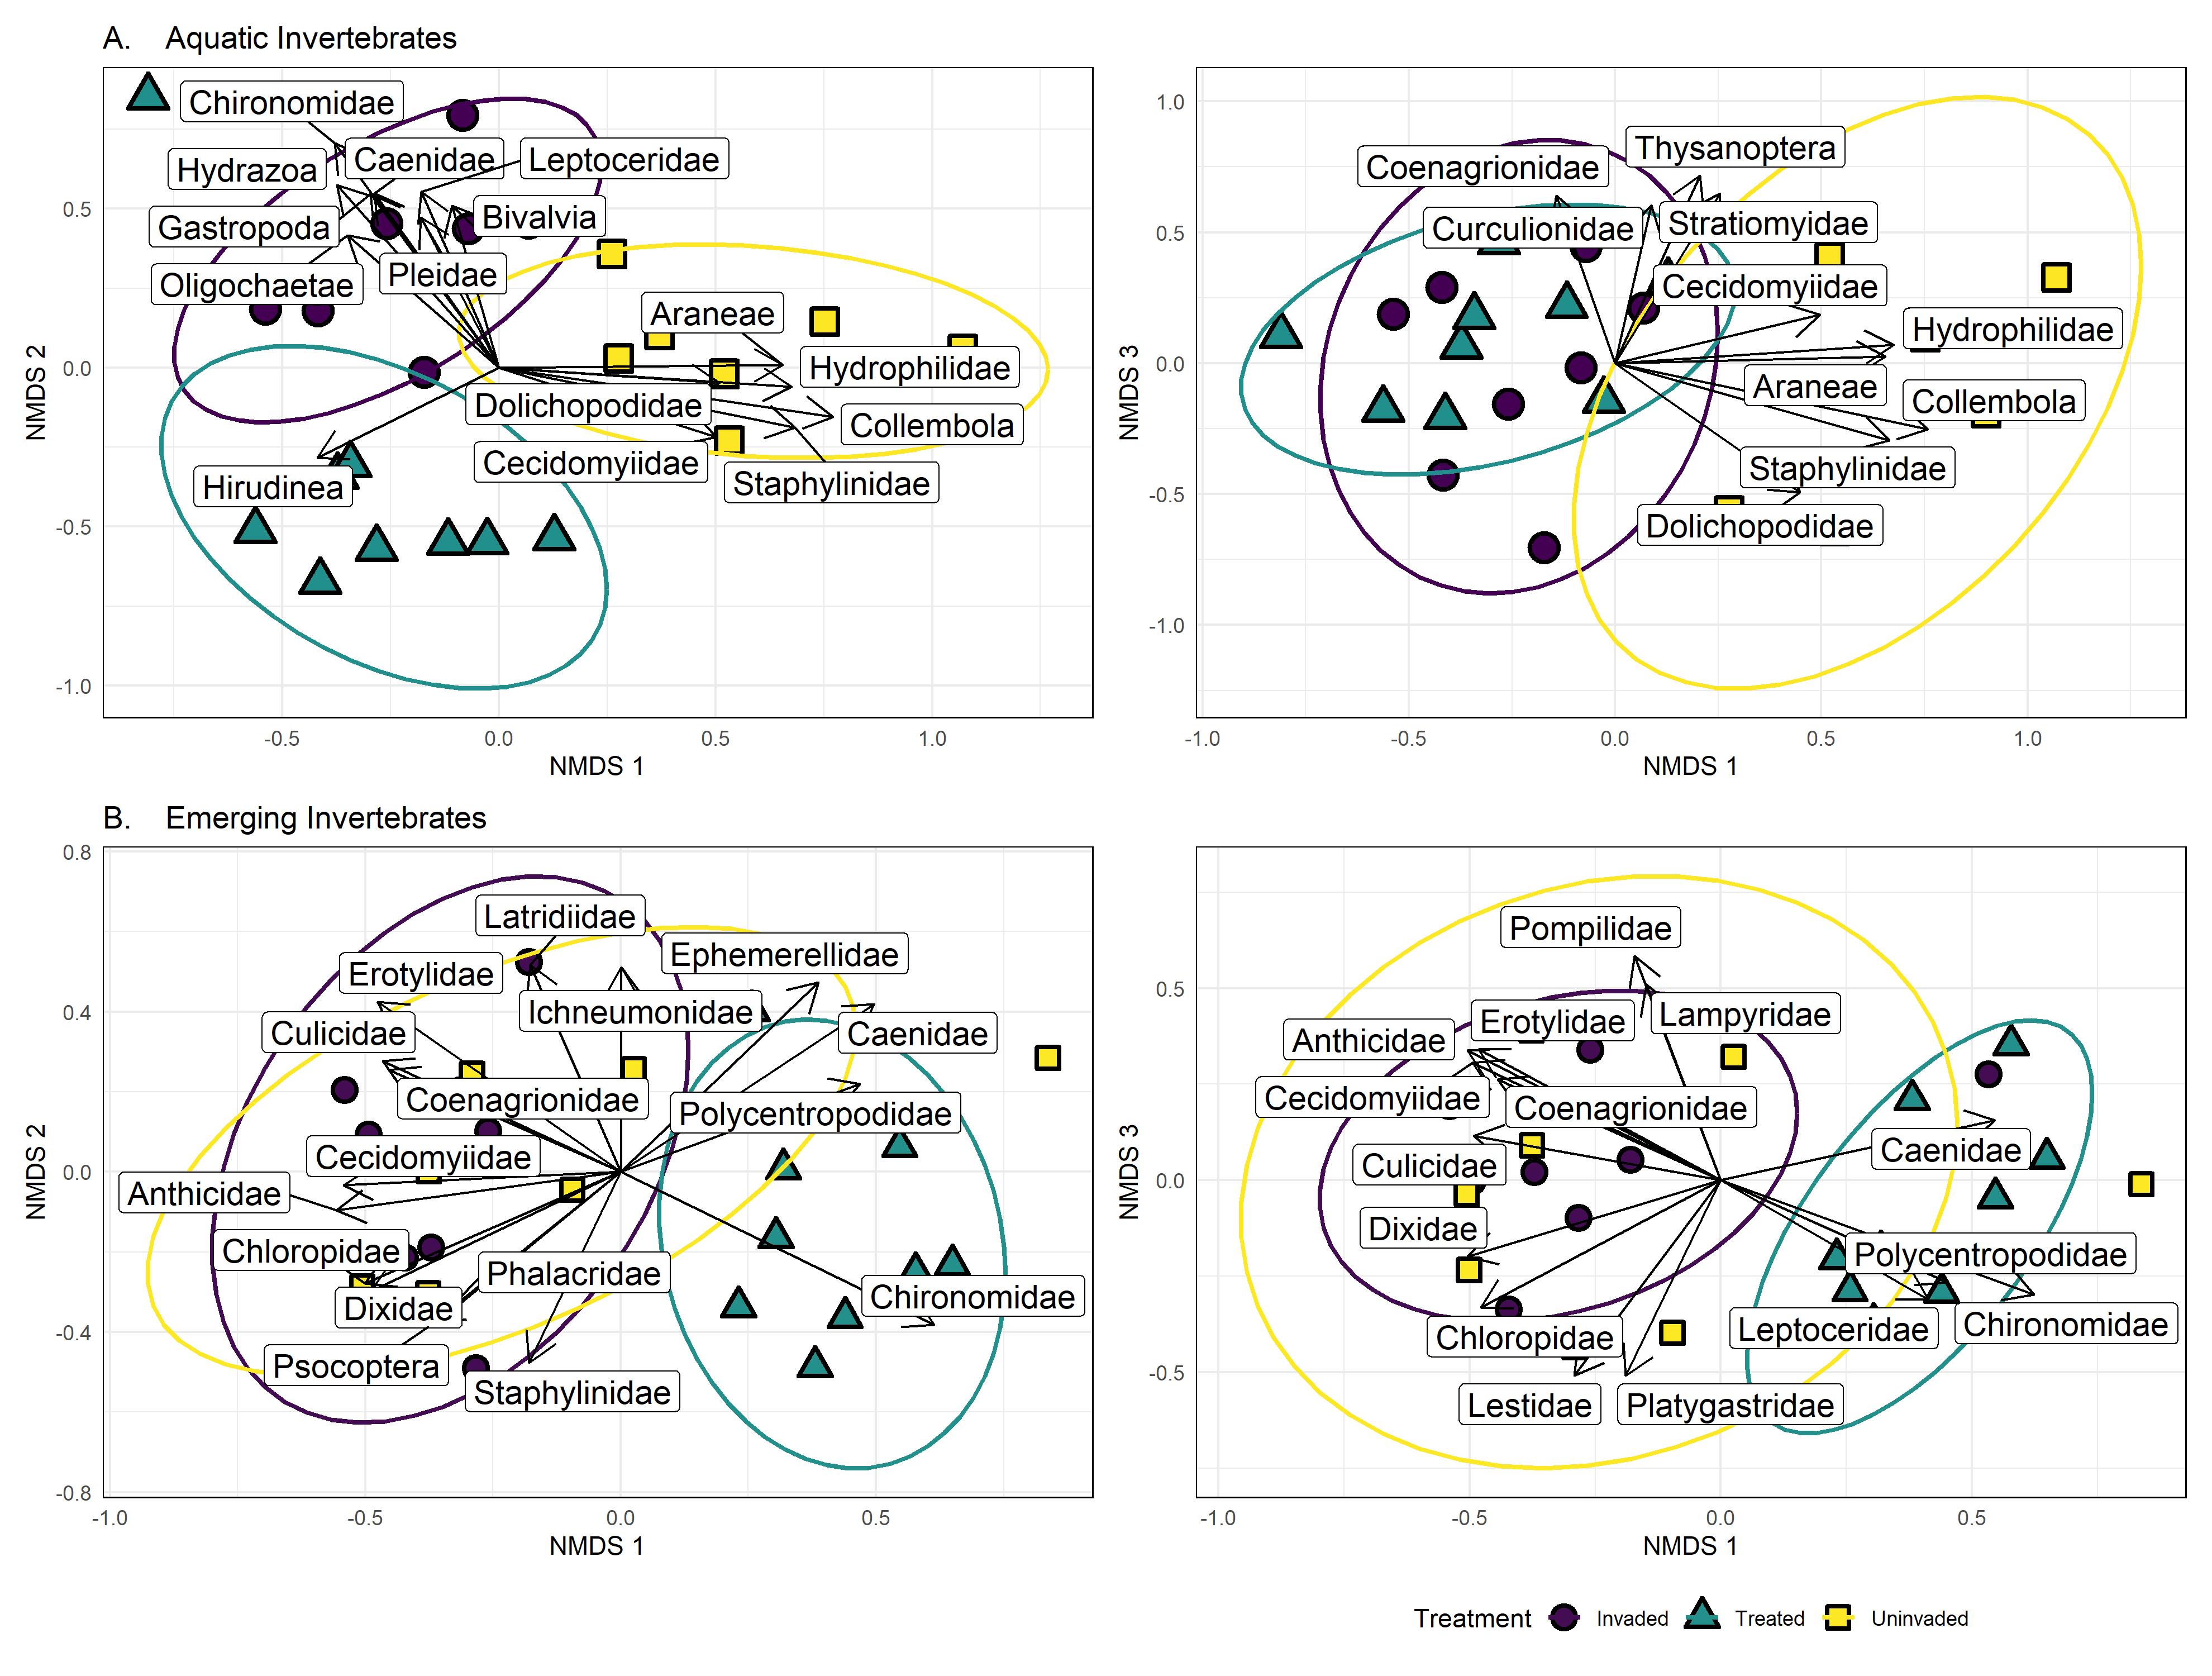 A. Aquatic Invertebrates
NMDS 2
0.5
0.0
-0.5
-1.0
Chironomidae
Hydrazoa
Caenidae
Leptoceridae
Gastropoda
Bivalvia
Oligochaetae
Pleidae
Araneae
Hydrophilidae
Dolichopodidae
Collembola
Cecidomyiidae
Staphylinidae
Hirudinea
-0.5 0.0 0.5 1.0
NMDS 1
NMDS 3
1.0
0.5
0.0
-0.5
-1.0
Thysanoptera
Coenagrionidae
Curculionidae
Stratiomyidae
Cecidomyiidae
Hydrophilidae
Araneae
Collembola
Staphylinidae
Dolichopodidae
-1.0 -0.5 0.0 0.5 1.0
NMDS 1
B. Emerging Invertebrates
NMDS 2
0.8
0.4
0.0
-0.4
-0.8
Latridiidae
Ephemerellidae
Erotylidae
Ichneumonidae
Culicidae
Caenidae
Coenagrionidae
Polycentropodidae
Cecidomyiidae
Anthicidae
Chloropidae
Phalacridae
Dixidae
Chironomidae
Psocoptera
Staphylinidae
-1.0 -0.5 0.0 0.5
NMDS 1
NMDS 3
0.5
0.0
-0.5
Pompilidae
Lampyridae
Erotylidae
Anthicidae
Cecidomyiidae
Coenagrionidae
Caenidae
Culicidae
Dixidae
Polycentropodidae
Chloropidae
Leptoceridae
Chironomidae
Lestidae
Platygastridae
-1.0 -0.5 0.0 0.5
NMDS 1
Treatment Invaded Treated Uninvaded